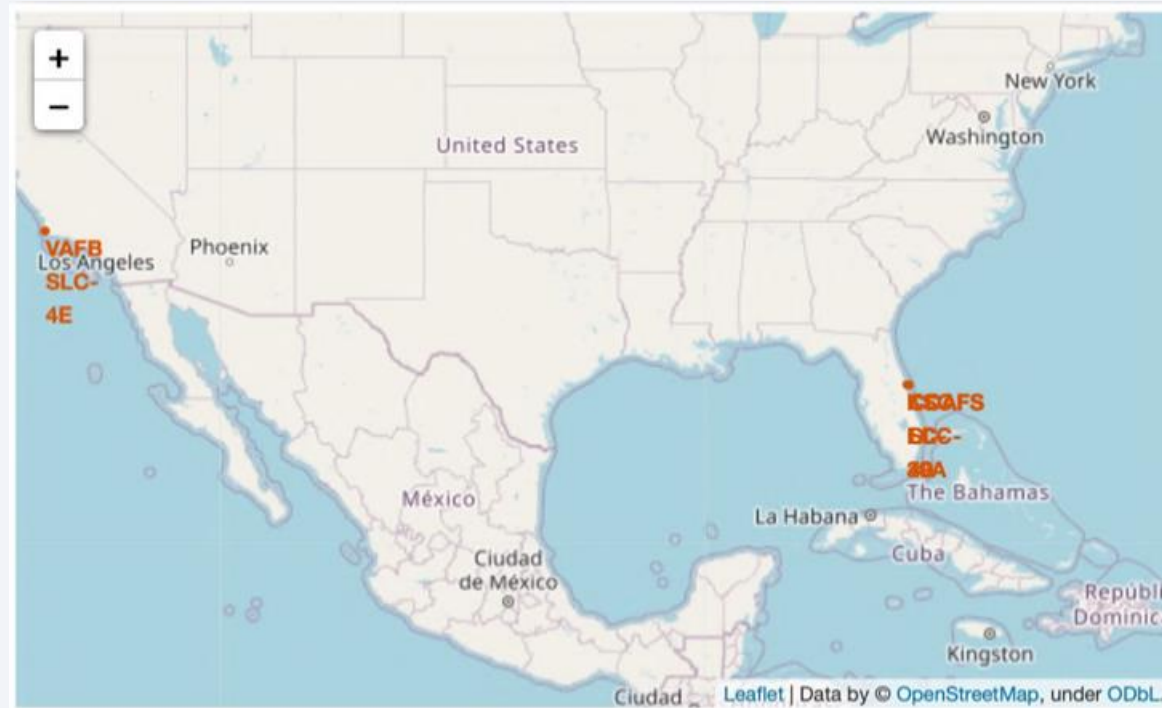 +
−
New York
Washington
United States
Phoenix
VAFB
Los Angeles
SLC-
4E
The Bahamas
México
La Habana
Cuba
Ciudad
de México
Kingston
Ciudad
Leaflet | Data by © OpenStreetMap, under ODbL.